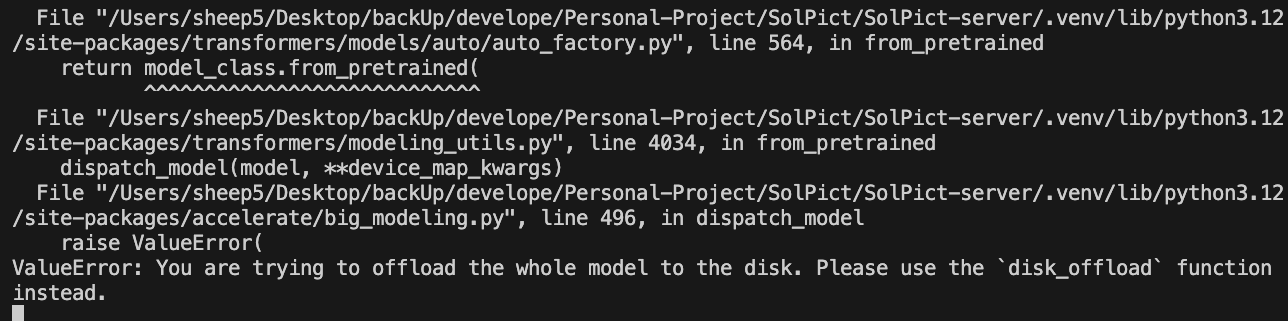 File "/Users/sheep5/Desktop/backUp/develope/Personal-Project/SolPict/SolPict-server/.venv/lib/python3.12
/site-packages/transformers/models/auto/auto_factory.py", line 564, in from_pretrained
return model_class.from_pretrained(
^^^^^^^^^^^^^^^^^^^^^^^^^^^^
File "/Users/sheep5/Desktop/backUp/develope/Personal-Project/SolPict/SolPict-server/.venv/lib/python3.12
/site-packages/transformers/modeling_utils.py", line 4034, in from_pretrained
dispatch_model(model, **device_map_kwargs)
File "/Users/sheep5/Desktop/backUp/develope/Personal-Project/SolPict/SolPict-server/.venv/lib/python3.12
/site-packages/accelerate/big_modeling.py", line 496, in dispatch_model
raise ValueError(
ValueError: You are trying to offload the whole model to the disk. Please use the `disk_offload` function
instead.